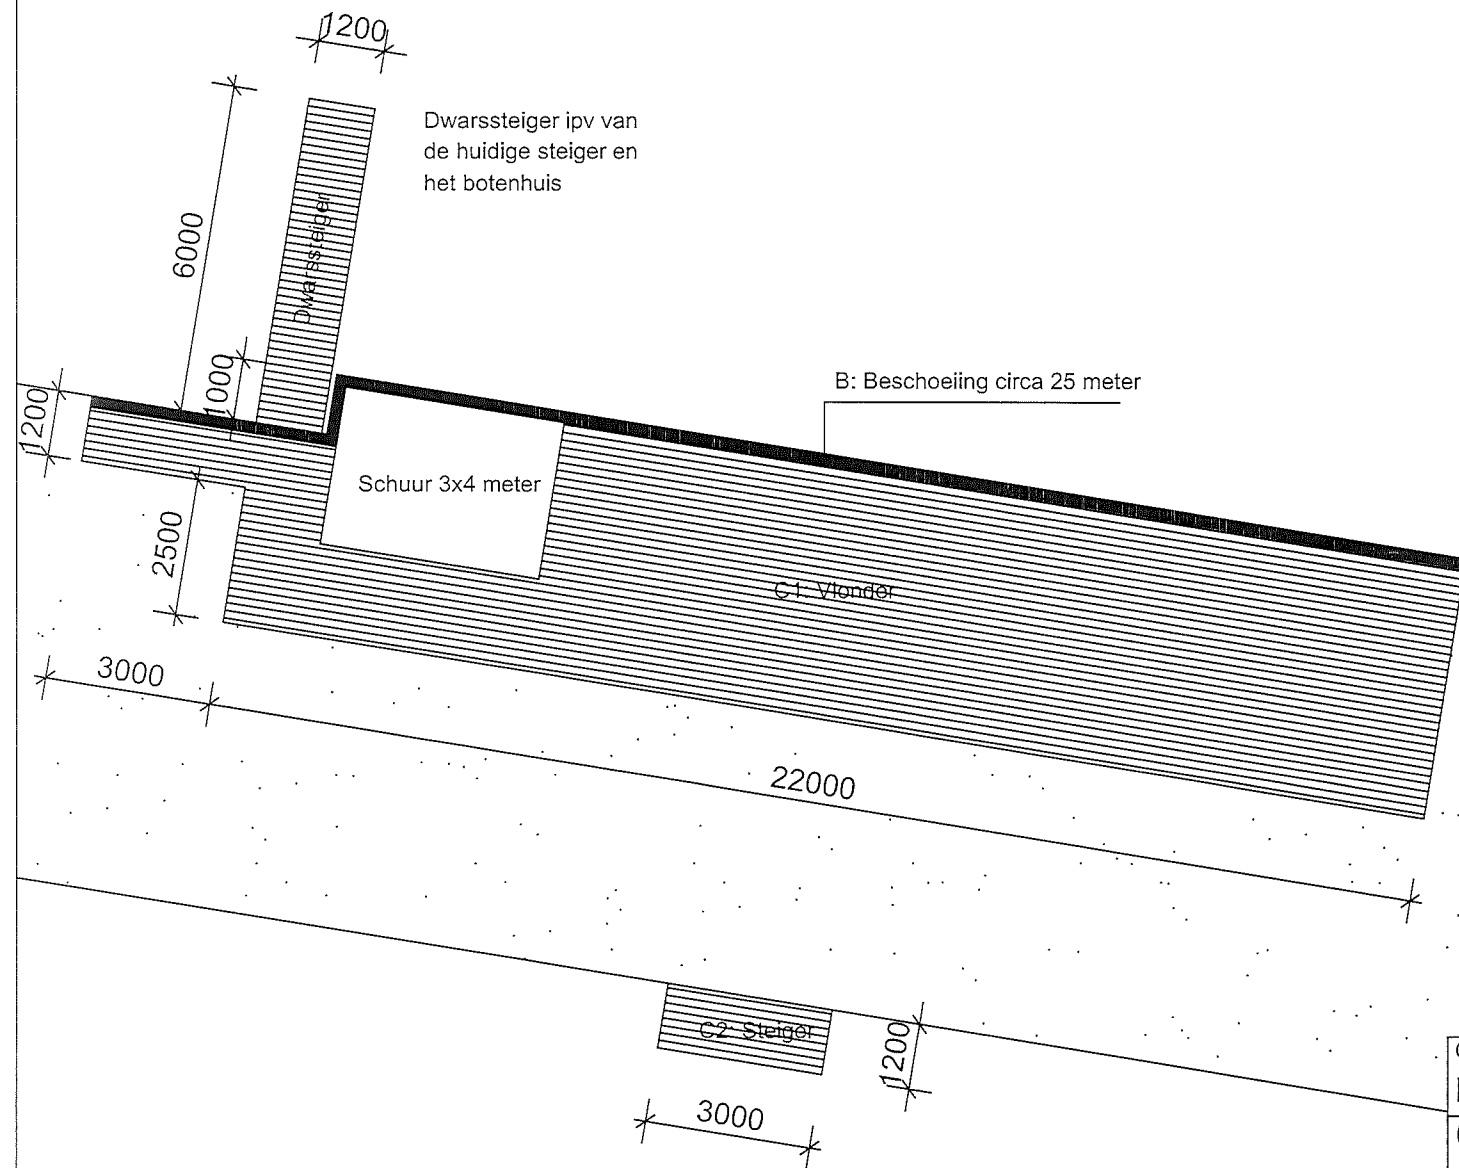 1200
Dwarssteiger ipv van
de huidige steiger en
het botenhuis
6000
Dwarssteiger
1000
1200
B: Beschoeiing circa 25 meter
Schuur 3x4 meter
2500
C1: Vlonder
3000
22000
C2: Steiger
1200
3000